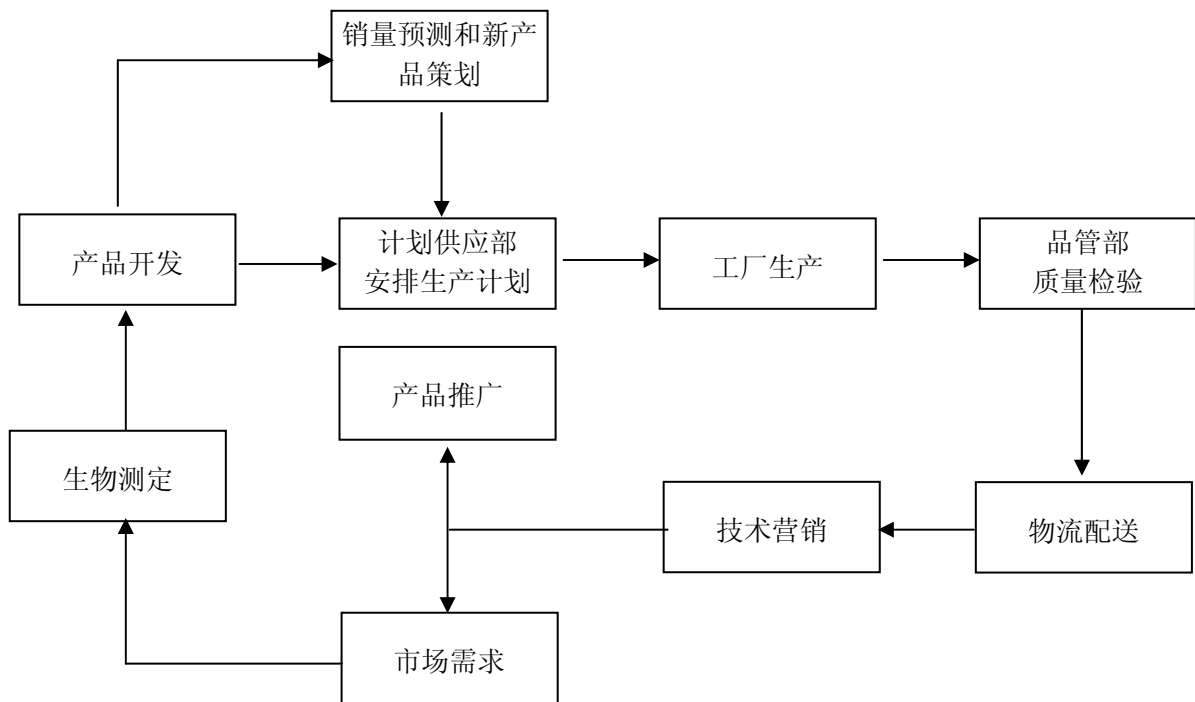 销量预测和新产
品策划
产品开发
计划供应部
安排生产计划
工厂生产
品管部
质量检验
产品推广
生物测定
技术营销
物流配送
市场需求